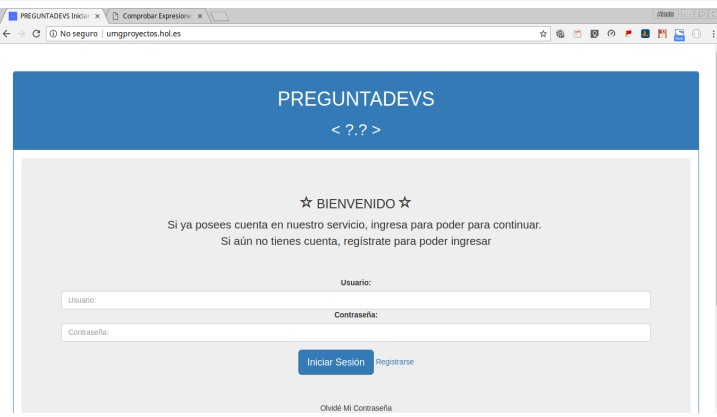 PREGUNTADEVS Inicia
Comprobar Expresione
No seguro | umgproyectos.hol.es
PREGUNTADEVS
< ?.? >
☆ BIENVENIDO ☆
Si ya posees cuenta en nuestro servicio, ingresa para poder para continuar.
Si aún no tienes cuenta, regístrate para poder ingresar
Usuario:
Usuario:
Contraseña:
Contraseña:
Iniciar Sesión Registrarse
Olvidé Mi Contraseña